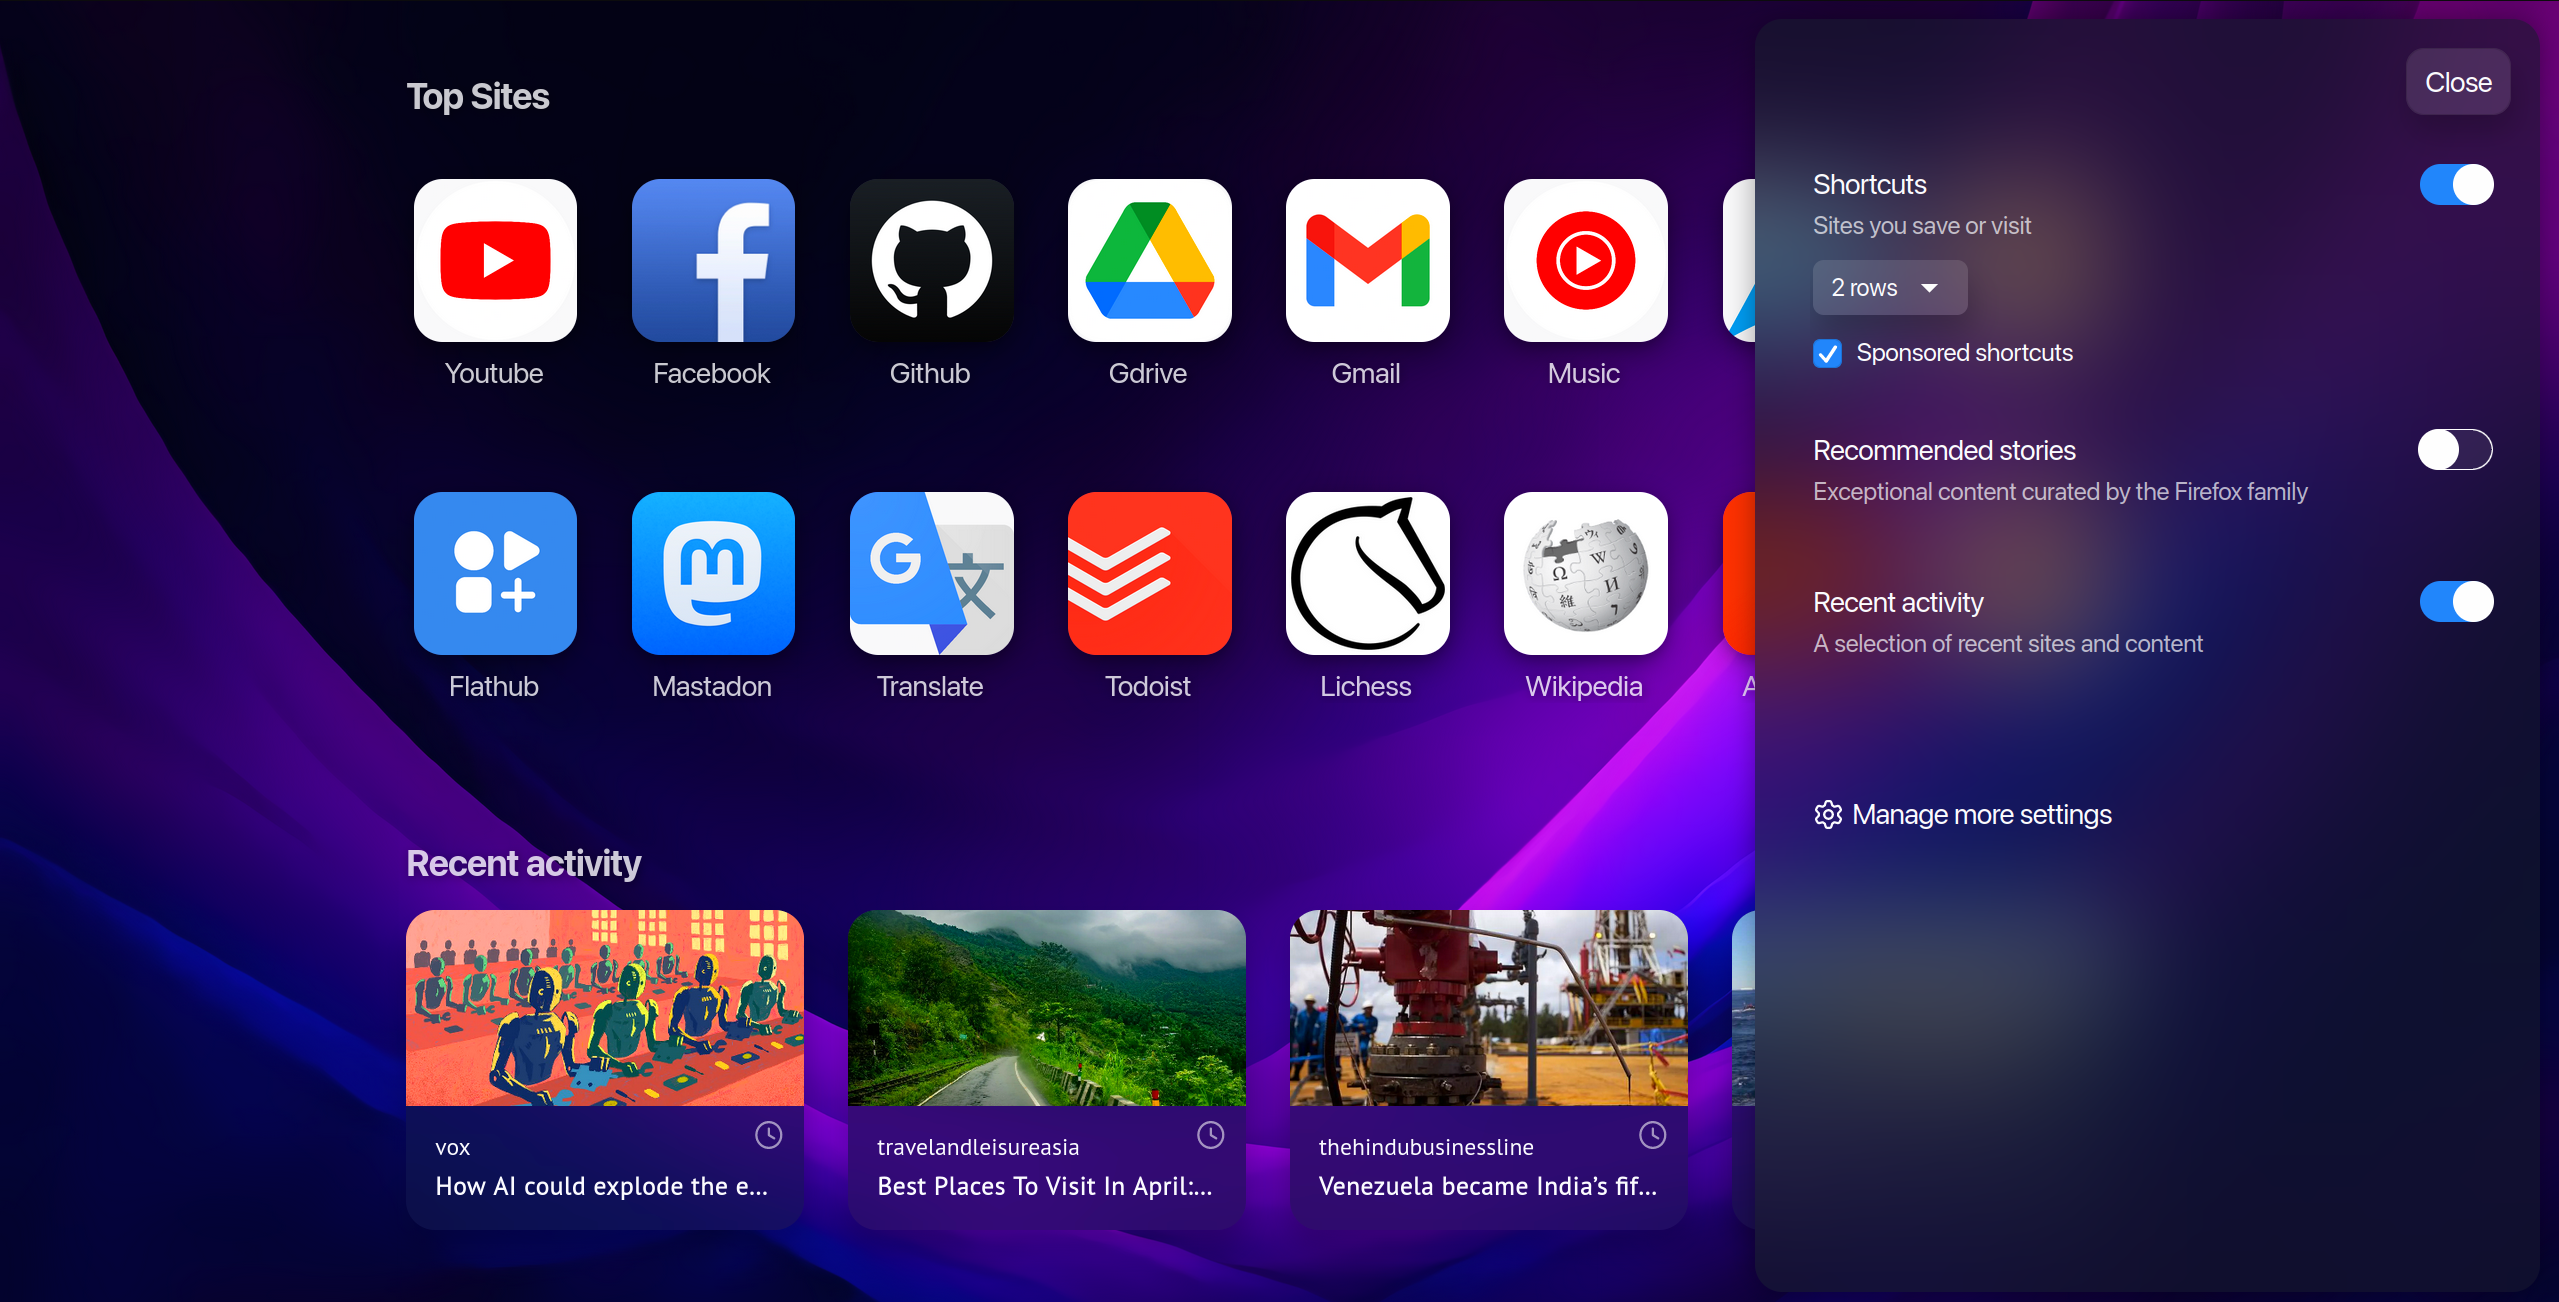 Top Sites
Youtube
Facebook
Github
Gdrive
Gmail
Music
Flathub
Mastadon
Translate
Todoist
Lichess
Wikipedia
A
Recent activity
vox
How AI could explode the e...
travelandleisureasia
Best Places To Visit In April:...
thehindubusinessline
Venezuela became India's fif...
Close
Shortcuts
Sites you save or visit
2 rows
Sponsored shortcuts
Recommended stories
Exceptional content curated by the Firefox family
Recent activity
A selection of recent sites and content
Manage more settings